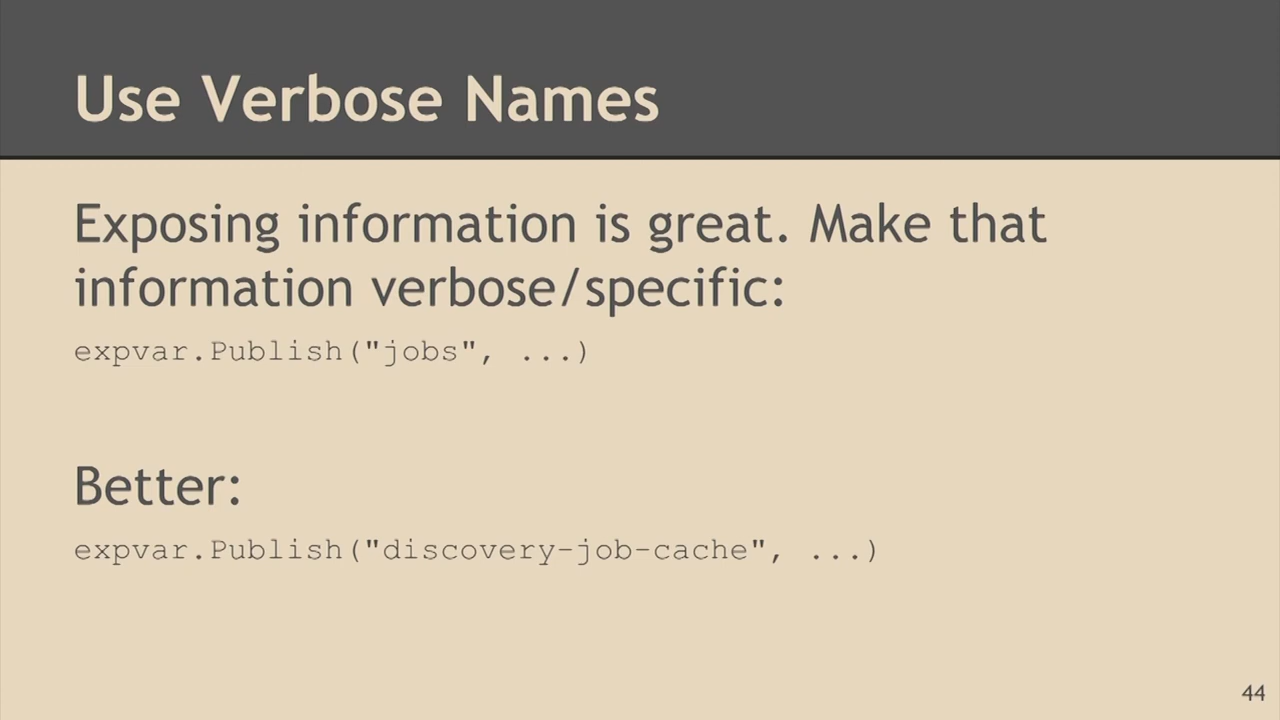 Use Verbose Names
Exposing information is great. Make that
information verbose/specific:
expvar.Publish("jobs", ...)
Better:
expvar.Publish("discovery-job-cache", ...)
44